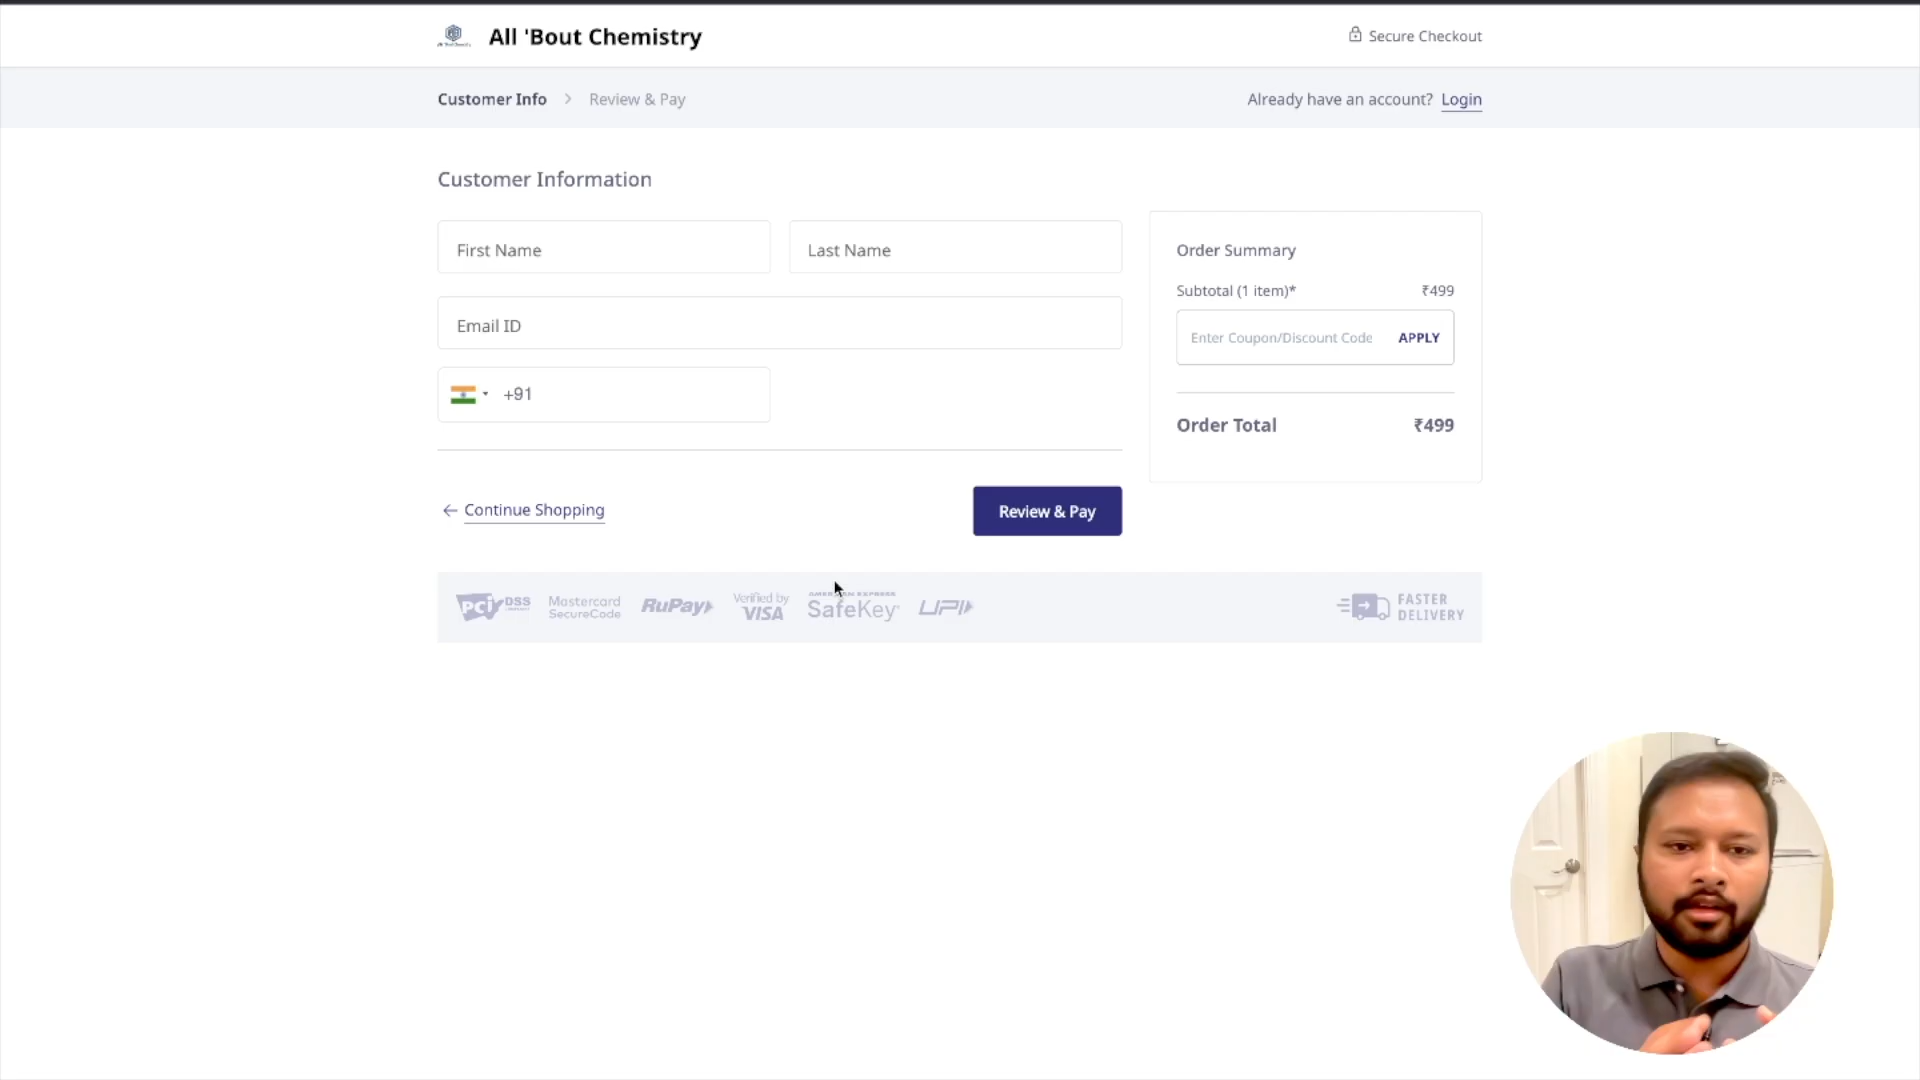 All 'Bout Chemistry
Secure Checkout
Customer Info
Review & Pay
Already have an account? Login
Customer Information
First Name
Last Name
Email ID
+91
Order Summary
Subtotal (1 item)*
₹499
Enter Coupon/Discount Code
APPLY
Order Total
₹499
Continue Shopping
Review & Pay
PCI DSS
Mastercard
SecureCode
RuPay
Verified by
VISA
AMERICAN EXPRESS
SafeKey
UPI
FASTER
DELIVERY